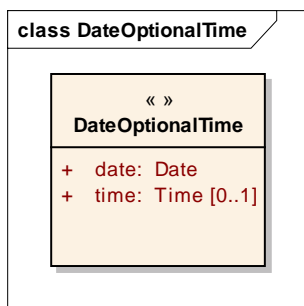 class DateOptionalTime
« »
DateOptionalTime
+ date: Date
+ time: Time [0..1]